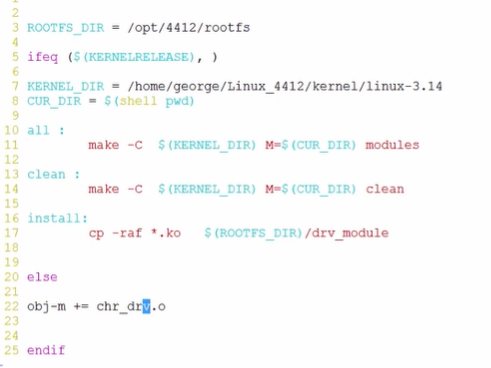 1
2
3 ROOTFS_DIR = /opt/4412/rootfs
4
5 ifeq ($(KERNELRELEASE), )
6
7 KERNEL_DIR = /home/george/Linux_4412/kernel/linux-3.14
8 CUR_DIR = $(shell pwd)
9
10 all :
11 make -C $(KERNEL_DIR) M=$(CUR_DIR) modules
12
13 clean :
14 make -C $(KERNEL_DIR) M=$(CUR_DIR) clean
15
16 install:
17 cp -raf *.ko $(ROOTFS_DIR)/drv_module
18
19
20 else
21
22 obj-m += chr_drv.o
23
24
25 endif